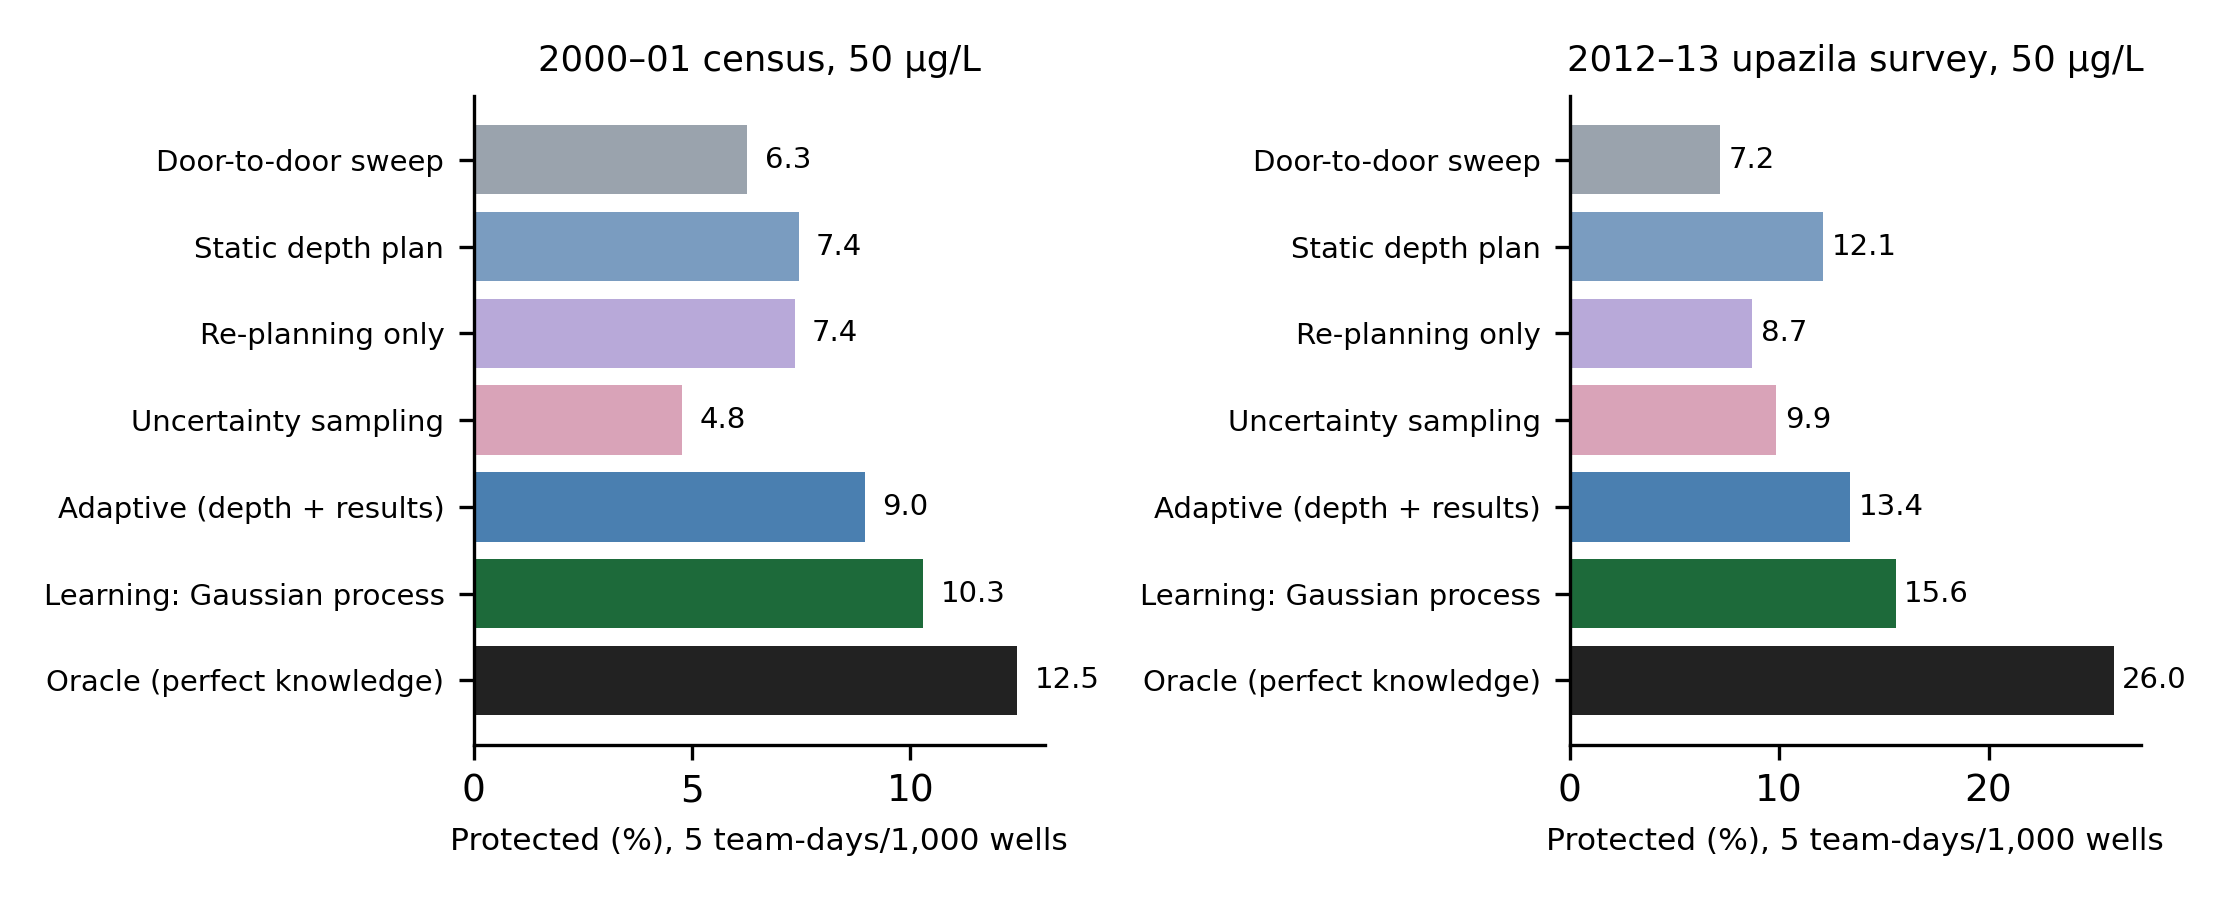 2000–01 census, 50 µg/L
Door-to-door sweep 6.3
Static depth plan 7.4
Re-planning only 7.4
Uncertainty sampling 4.8
Adaptive (depth + results) 9.0
Learning: Gaussian process 10.3
Oracle (perfect knowledge) 12.5
0 5 10
Protected (%), 5 team-days/1,000 wells
2012–13 upazila survey, 50 µg/L
Door-to-door sweep 7.2
Static depth plan 12.1
Re-planning only 8.7
Uncertainty sampling 9.9
Adaptive (depth + results) 13.4
Learning: Gaussian process 15.6
Oracle (perfect knowledge) 26.0
0 10 20
Protected (%), 5 team-days/1,000 wells